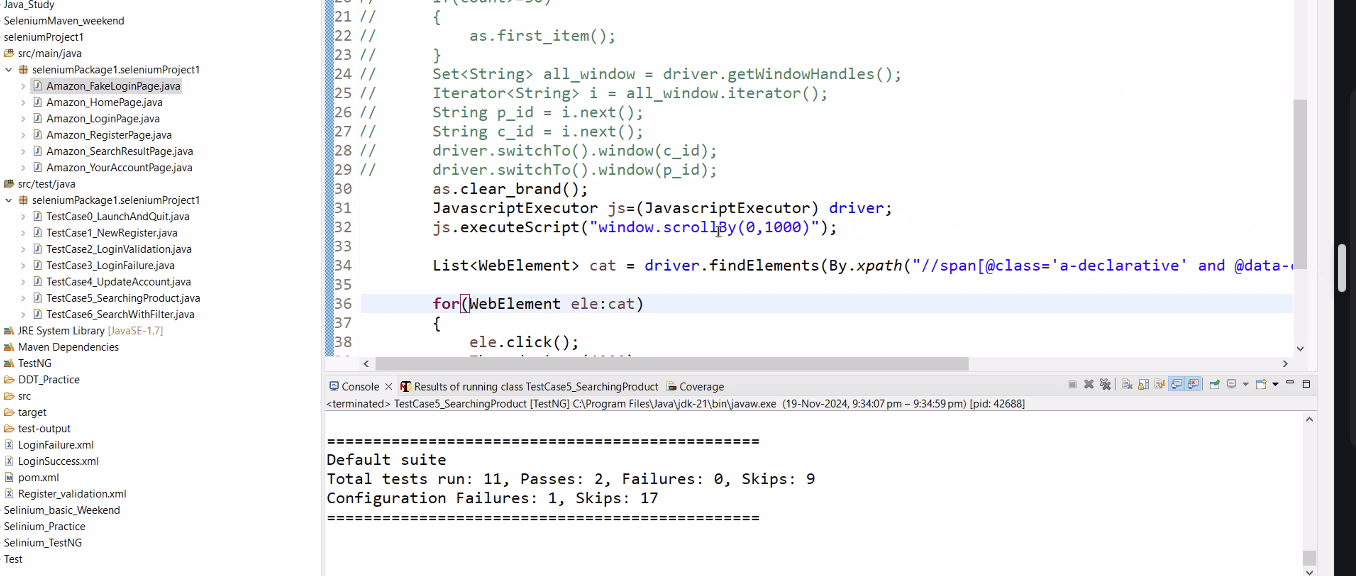 Java_Study
SeleniumMaven_weekend
seleniumProject1
src/main/java
seleniumPackage1.seleniumProject1
Amazon_FakeLoginPage.java
Amazon_HomePage.java
Amazon_LoginPage.java
Amazon_RegisterPage.java
Amazon_SearchResultPage.java
Amazon_YourAccountPage.java
src/test/java
seleniumPackage1.seleniumProject1
TestCase0_LaunchAndQuit.java
TestCase1_NewRegister.java
TestCase2_LoginValidation.java
TestCase3_LoginFailure.java
TestCase4_UpdateAccount.java
TestCase5_SearchingProduct.java
TestCase6_SearchWithFilter.java
JRE System Library [JavaSE-1.7]
Maven Dependencies
TestNG
DDT_Practice
src
target
test-output
LoginFailure.xml
LoginSuccess.xml
pom.xml
Register_validation.xml
Selenium_basic_Weekend
Selinium_Practice
Selinium_TestNG
Test
21 // {
22 // as.first_item();
23 // }
24 // Set<String> all_window = driver.getWindowHandles();
25 // Iterator<String> i = all_window.iterator();
26 // String p_id = i.next();
27 // String c_id = i.next();
28 // driver.switchTo().window(c_id);
29 // driver.switchTo().window(p_id);
30 as.clear_brand();
31 JavascriptExecutor js=(JavascriptExecutor) driver;
32 js.executeScript("window.scrollBy(0,1000)");
33
34 List<WebElement> cat = driver.findElements(By.xpath("//span[@class='a-declarative' and @data-
35
36 for(WebElement ele:cat)
37 {
38 ele.click();
Console Results of running class TestCase5_SearchingProduct Coverage
<terminated> TestCase5_SearchingProduct [TestNG] C:\Program Files\Java\jdk-21\bin\javaw.exe (19-Nov-2024, 9:34:07 pm – 9:34:59 pm) [pid: 42688]
===============================================
Default suite
Total tests run: 11, Passes: 2, Failures: 0, Skips: 9
Configuration Failures: 1, Skips: 17
===============================================